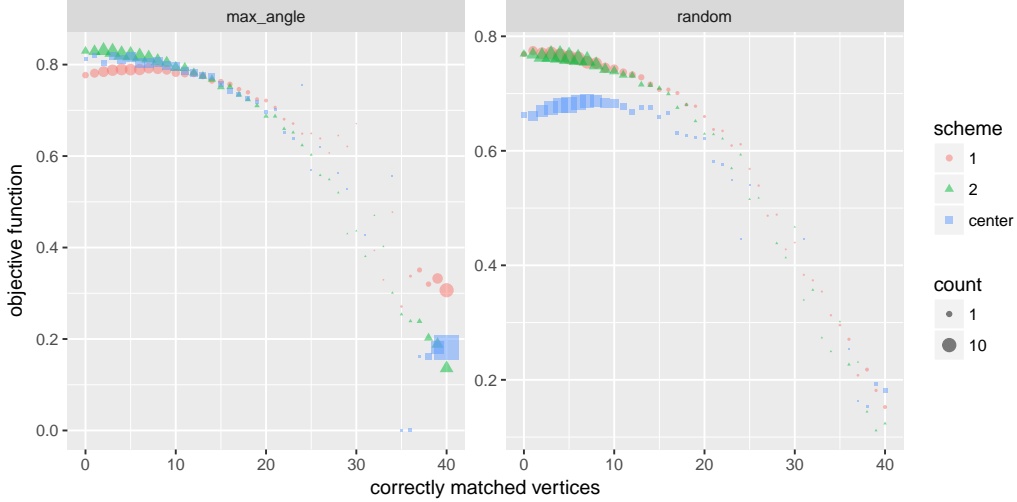 max_angle
random
objective function
0.8
0.6
0.4
0.2
0.0
0 10 20 30 40
0.8
0.6
0.4
0.2
0 10 20 30 40
correctly matched vertices
scheme
1
2
center
count
1
10